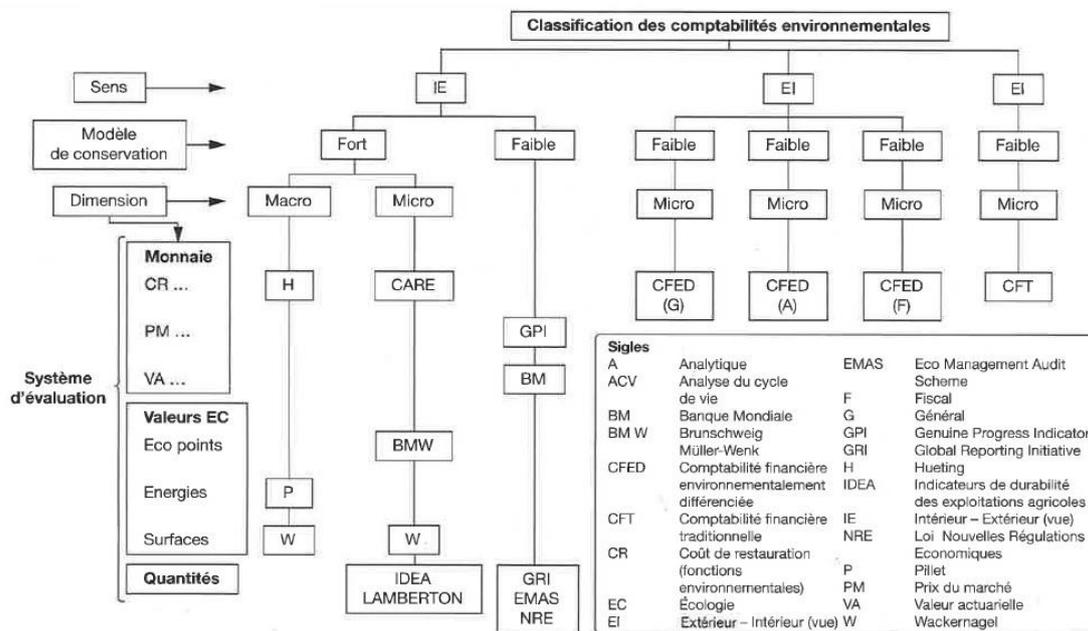 Classification des comptabilités environnementales
Sens
IE
EI
EI
Modèle
de conservation
Fort
Faible
Faible
Faible
Faible
Faible
Dimension
Macro
Micro
Micro
Micro
Micro
Micro
Système
d'évaluation
Monnaie
CR ...
PM ...
VA ...
H
CARE
CFED
(G)
CFED
(A)
CFED
(F)
CFT
GPI
BM
Valeurs EC
Eco points
Energies
Surfaces
BMW
P
W
W
Quantités
IDEA
LAMBERTON
GRI
EMAS
NRE
Sigles
A Analytique
ACV Analyse du cycle
de vie
BM Banque Mondiale
BM W Brunschweig
Müller-Wenk
CFED Comptabilité financière
environnementalement
différenciée
CFT Comptabilité financière
traditionnelle
CR Coût de restauration
(fonctions
environnementales)
EC Écologie
EI Extérieur – Intérieur (vue)
EMAS Eco Management Audit
Scheme
F Fiscal
G Général
GPI Genuine Progress Indicator
GRI Global Reporting Initiative
H Hueting
IDEA Indicateurs de durabilité
des exploitations agricoles
IE Intérieur – Extérieur (vue)
NRE Loi Nouvelles Régulations
Economiques
P Pillet
PM Prix du marché
VA Valeur actuarielle
W Wackernagel